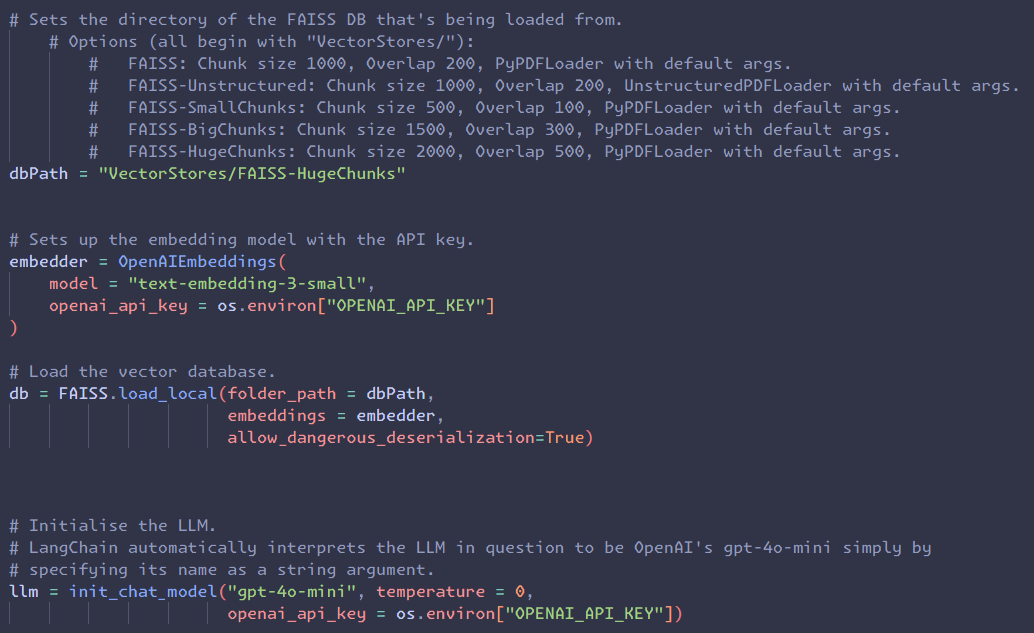 # Sets the directory of the FAISS DB that's being loaded from.
# Options (all begin with "VectorStores/"):
# FAISS: Chunk size 1000, Overlap 200, PyPDFLoader with default args.
# FAISS-Unstructured: Chunk size 1000, Overlap 200, UnstructuredPDFLoader with default args.
# FAISS-SmallChunks: Chunk size 500, Overlap 100, PyPDFLoader with default args.
# FAISS-BigChunks: Chunk size 1500, Overlap 300, PyPDFLoader with default args.
# FAISS-HugeChunks: Chunk size 2000, Overlap 500, PyPDFLoader with default args.
dbPath = "VectorStores/FAISS-HugeChunks"
# Sets up the embedding model with the API key.
embedder = OpenAIEmbeddings(
model = "text-embedding-3-small",
openai_api_key = os.environ["OPENAI_API_KEY"]
)
# Load the vector database.
db = FAISS.load_local(folder_path = dbPath,
embeddings = embedder,
allow_dangerous_deserialization=True)
# Initialise the LLM.
# LangChain automatically interprets the LLM in question to be OpenAI's gpt-4o-mini simply by
# specifying its name as a string argument.
llm = init_chat_model("gpt-4o-mini", temperature = 0,
openai_api_key = os.environ["OPENAI_API_KEY"])